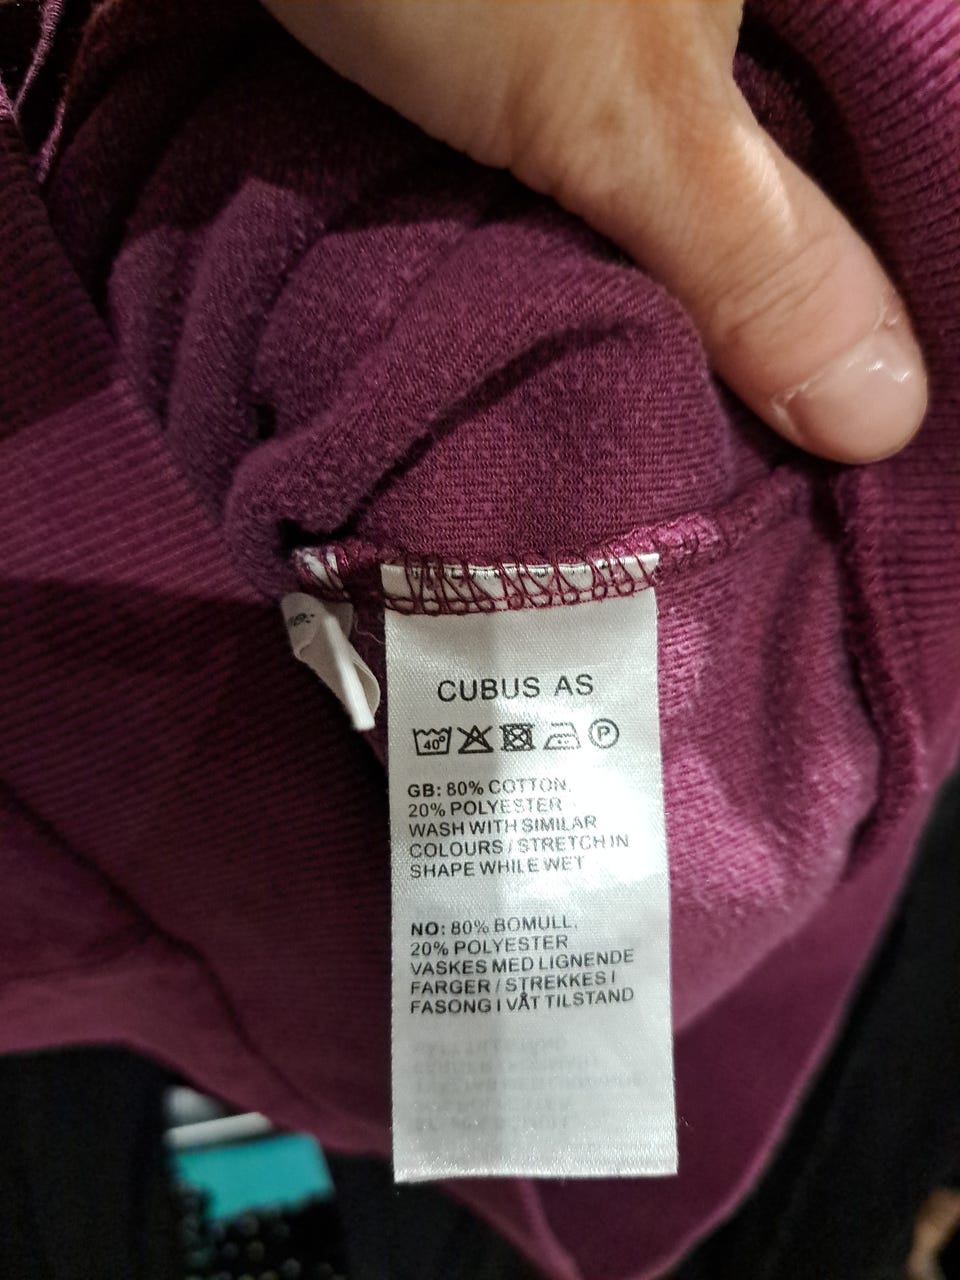 CUBUS AS
40°
P
GB: 80% COTTON,
20% POLYESTER
WASH WITH SIMILAR
COLOURS / STRETCH IN
SHAPE WHILE WET
NO: 80% BOMULL,
20% POLYESTER
VASKES MED LIGNENDE
FARGER / STREKKES I
FASONG I VÅT TILSTAND